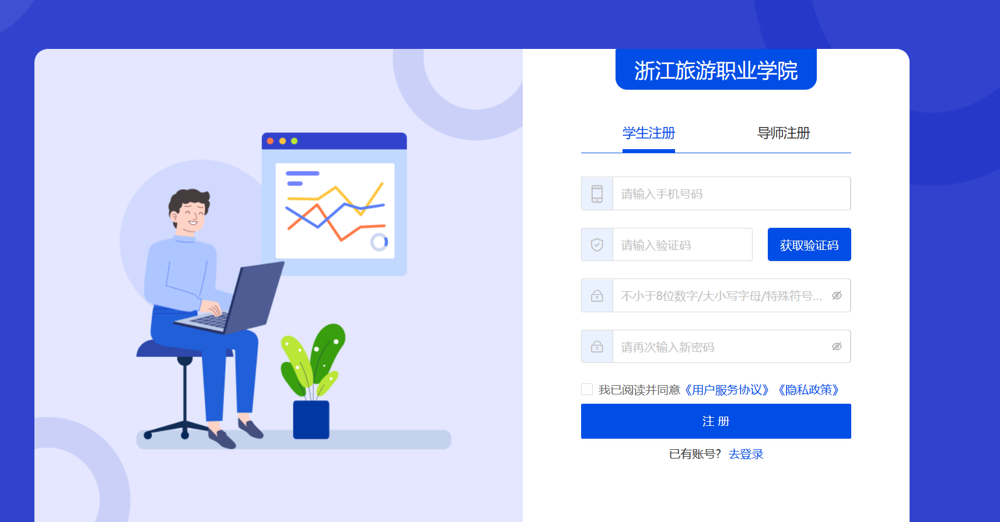 浙江旅游职业学院
学生注册
导师注册
请输入手机号码
请输入验证码
获取验证码
不小于8位数字/大小写字母/特殊符号...
请再次输入新密码
我已阅读并同意《用户服务协议》《隐私政策》
注 册
已有账号？ 去登录